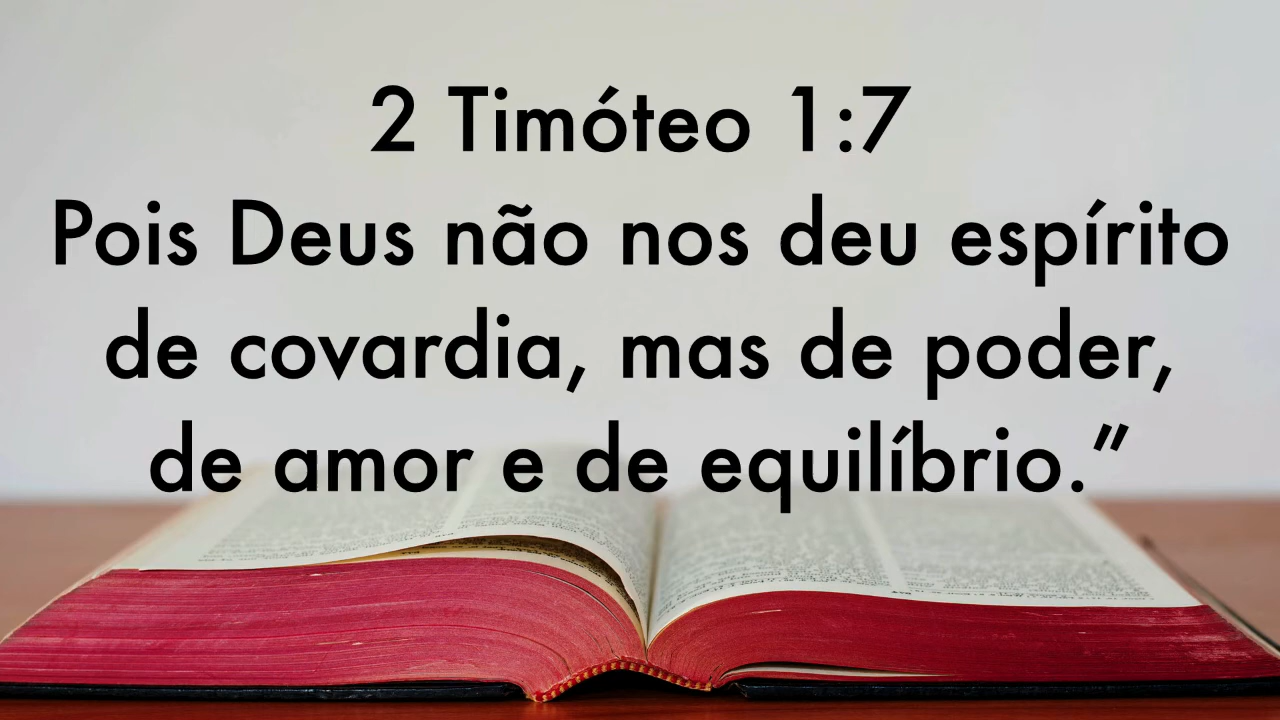 2 Timóteo 1:7
Pois Deus não nos deu espírito
de covardia, mas de poder,
de amor e de equilíbrio.”